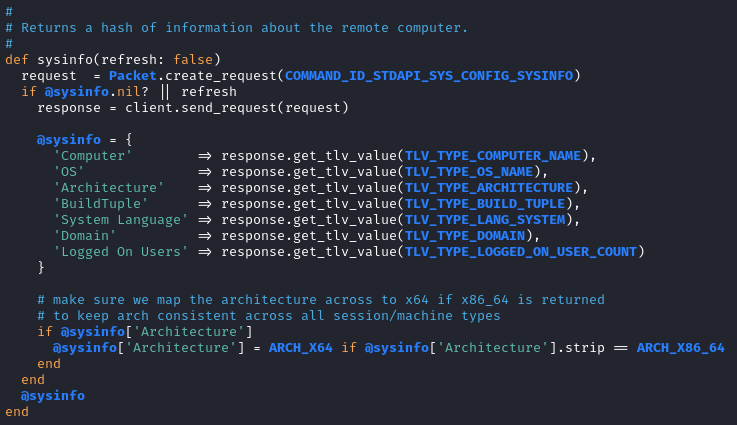 #
# Returns a hash of information about the remote computer.
#
def sysinfo(refresh: false)
  request  = Packet.create_request(COMMAND_ID_STDAPI_SYS_CONFIG_SYSINFO)
  if @sysinfo.nil? || refresh
    response = client.send_request(request)

    @sysinfo = {
      'Computer'        => response.get_tlv_value(TLV_TYPE_COMPUTER_NAME),
      'OS'              => response.get_tlv_value(TLV_TYPE_OS_NAME),
      'Architecture'    => response.get_tlv_value(TLV_TYPE_ARCHITECTURE),
      'BuildTuple'      => response.get_tlv_value(TLV_TYPE_BUILD_TUPLE),
      'System Language' => response.get_tlv_value(TLV_TYPE_LANG_SYSTEM),
      'Domain'          => response.get_tlv_value(TLV_TYPE_DOMAIN),
      'Logged On Users' => response.get_tlv_value(TLV_TYPE_LOGGED_ON_USER_COUNT)
    }

    # make sure we map the architecture across to x64 if x86_64 is returned
    # to keep arch consistent across all session/machine types
    if @sysinfo['Architecture']
      @sysinfo['Architecture'] = ARCH_X64 if @sysinfo['Architecture'].strip == ARCH_X86_64
    end
  end
  @sysinfo
end